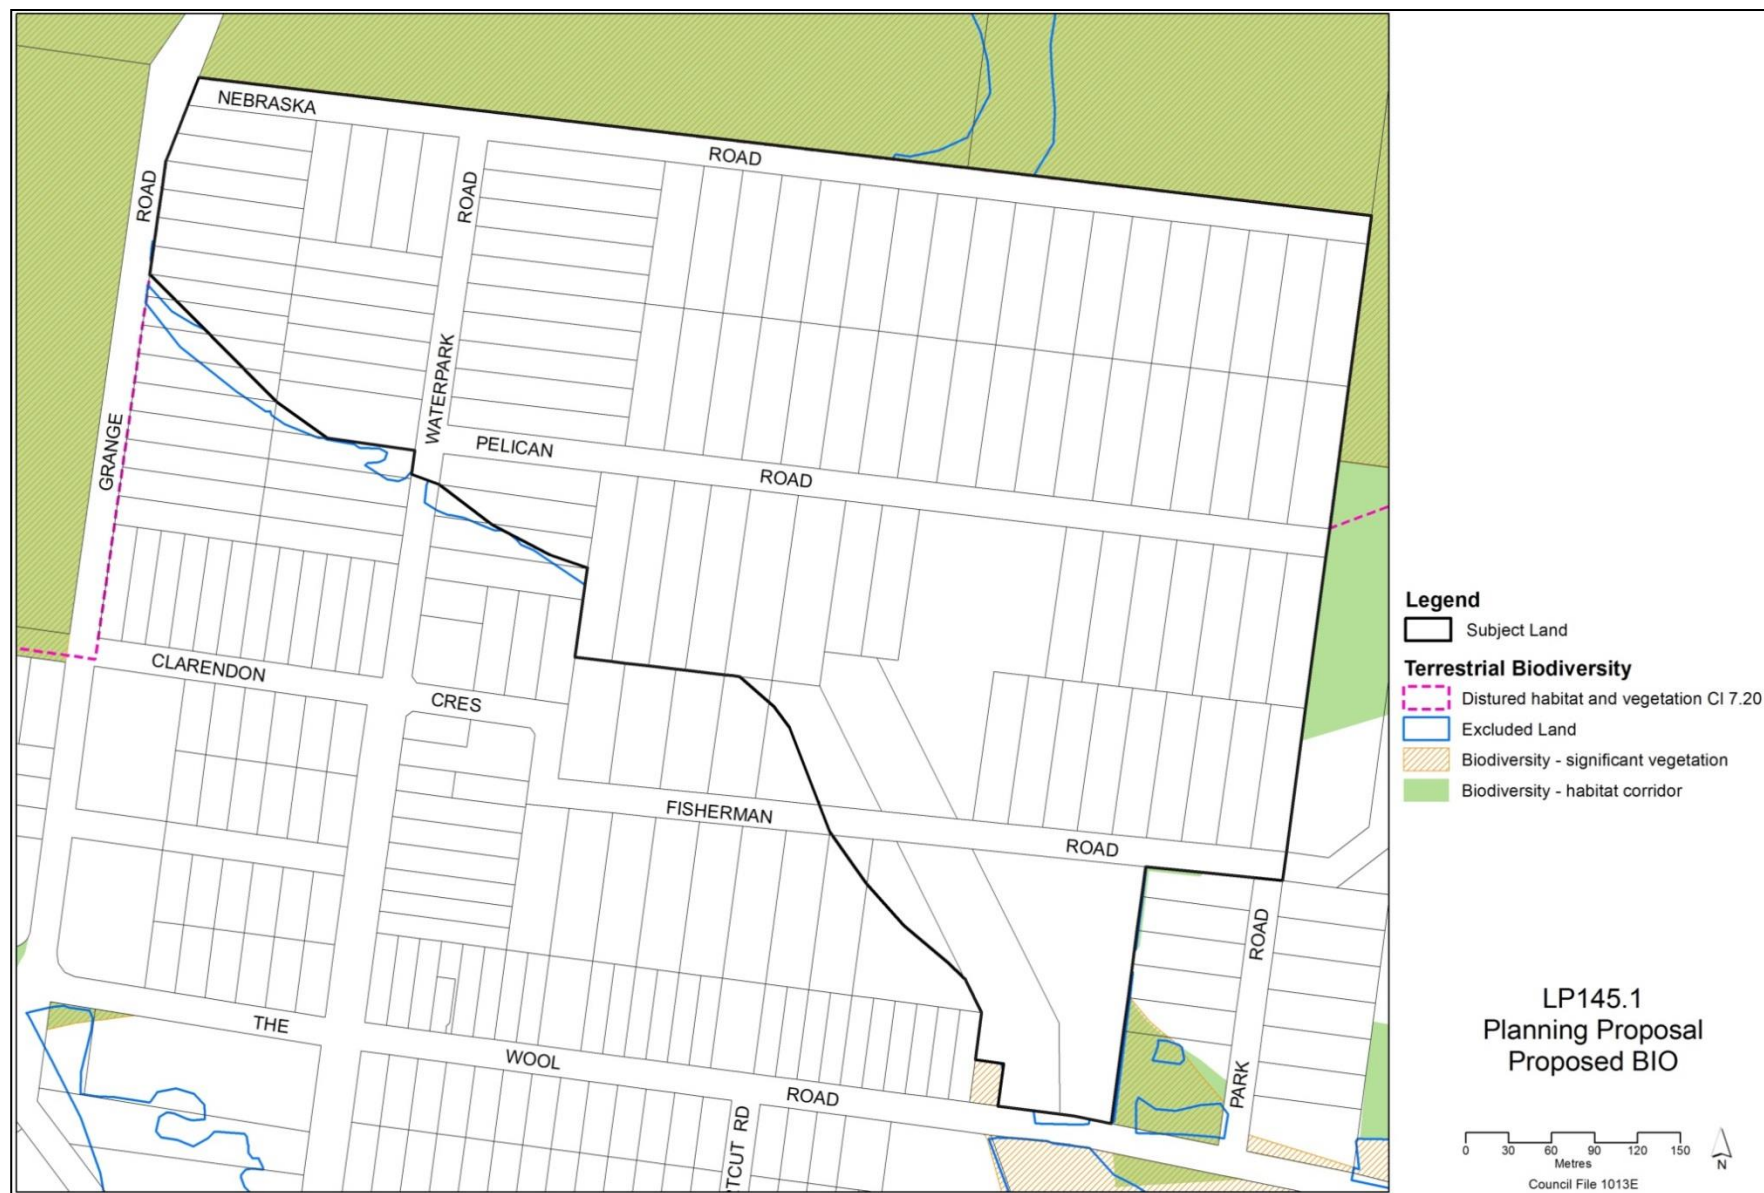 NEBRASKA
ROAD
ROAD
ROAD
WATERPARK
GRANGE
PELICAN
ROAD
CLARENDON
CRES
FISHERMAN
ROAD
ROAD
PARK
THE
WOOL
ROAD
TCUT RD
Legend
Subject Land
Terrestrial Biodiversity
Distured habitat and vegetation Cl 7.20
Excluded Land
Biodiversity - significant vegetation
Biodiversity - habitat corridor
LP145.1
Planning Proposal
Proposed BIO
0 30 60 90 120 150
Metres
N
Council File 1013E